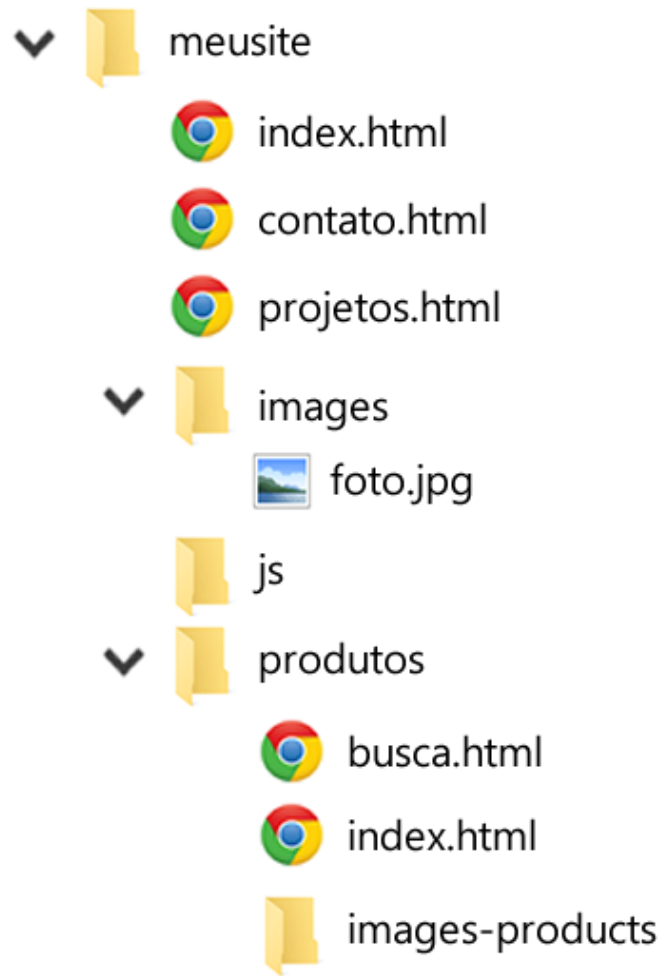 meusite
index.html
contato.html
projetos.html
images
foto.jpg
js
produtos
busca.html
index.html
images-products